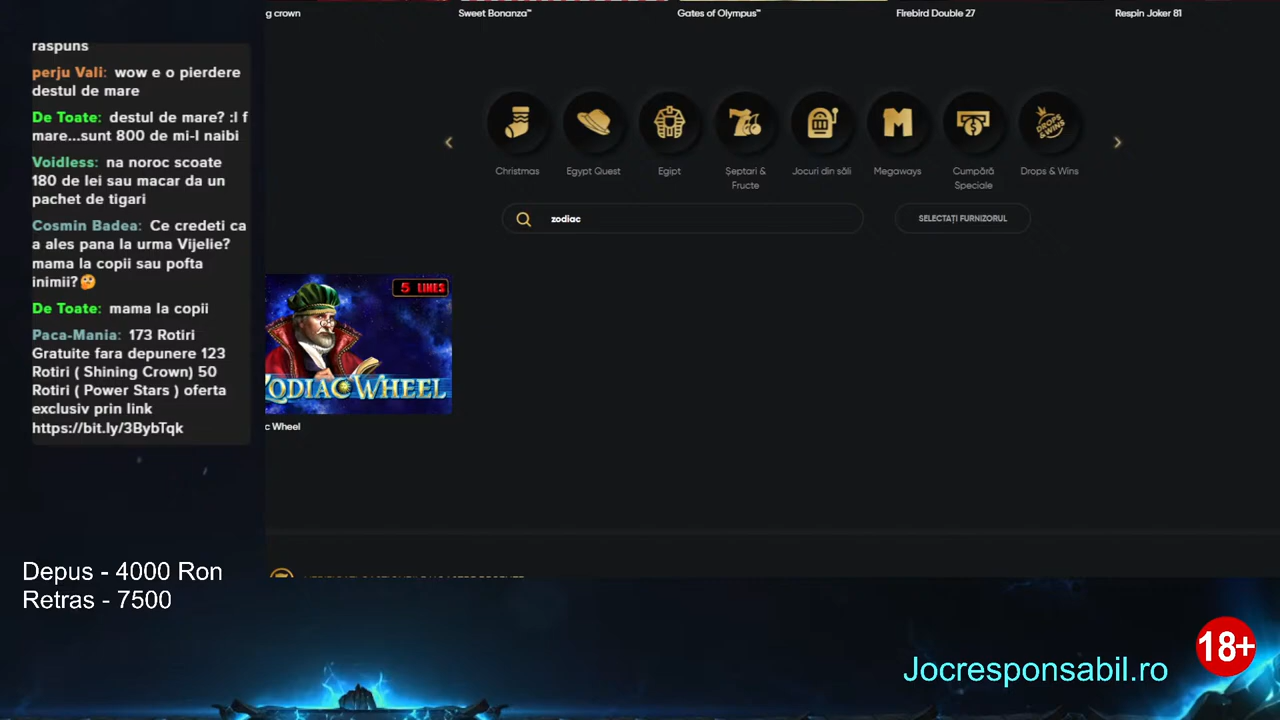 g crown
Sweet Bonanza™
Gates of Olympus™
Firebird Double 27
Respin Joker 81
raspuns
perju Vali: wow e o pierdere
destul de mare
De Toate: destul de mare? :I f
mare...sunt 800 de mi-l naibi
Voidless: na noroc scoate
180 de lei sau macar da un
pachet de tigari
Cosmin Badea: Ce credeti ca
a ales pana la urma Vijelie?
mama la copii sau pofta
inimii?🤔
De Toate: mama la copii
Paca-Mania: 173 Rotiri
Gratuite fara depunere 123
Rotiri ( Shining Crown) 50
Rotiri ( Power Stars ) oferta
exclusiv prin link
https://bit.ly/3BybTqk
DROPS
&WINS
Christmas
Egypt Quest
Egipt
Șeptari &
Fructe
Jocuri din săli
Megaways
Cumpără
Speciale
Drops & Wins
zodiac
SELECTAȚI FURNIZORUL
5 LINES
ZODIAC WHEEL
c Wheel
Depus - 4000 Ron
Retras - 7500
18+
Jocresponsabil.ro